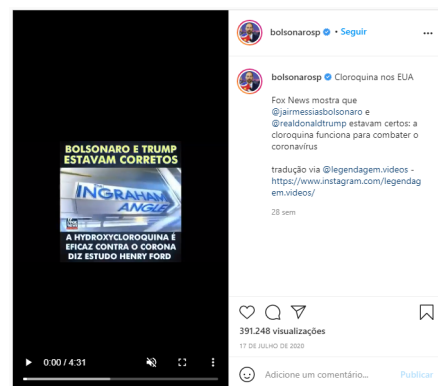 bolsonarosp • Seguir
bolsonarosp Cloroquina nos EUA
Fox News mostra que
@jairmessiasbolsonaro e
@realdonaldtrump estavam certos: a
cloroquina funciona para combater o
coronavírus
tradução via @legendagem.videos -
https://www.instagram.com/legendag
em.videos/
28 sem
BOLSONARO E TRUMP
ESTAVAM CORRETOS
INGRAHAM
ANGLE
A HYDROXYCLOROQUINA É
EFICAZ CONTRA O CORONA
DIZ ESTUDO HENRY FORD
0:00 / 4:31
391.248 visualizações
17 DE JULHO DE 2020
Adicione um comentário...
Publicar